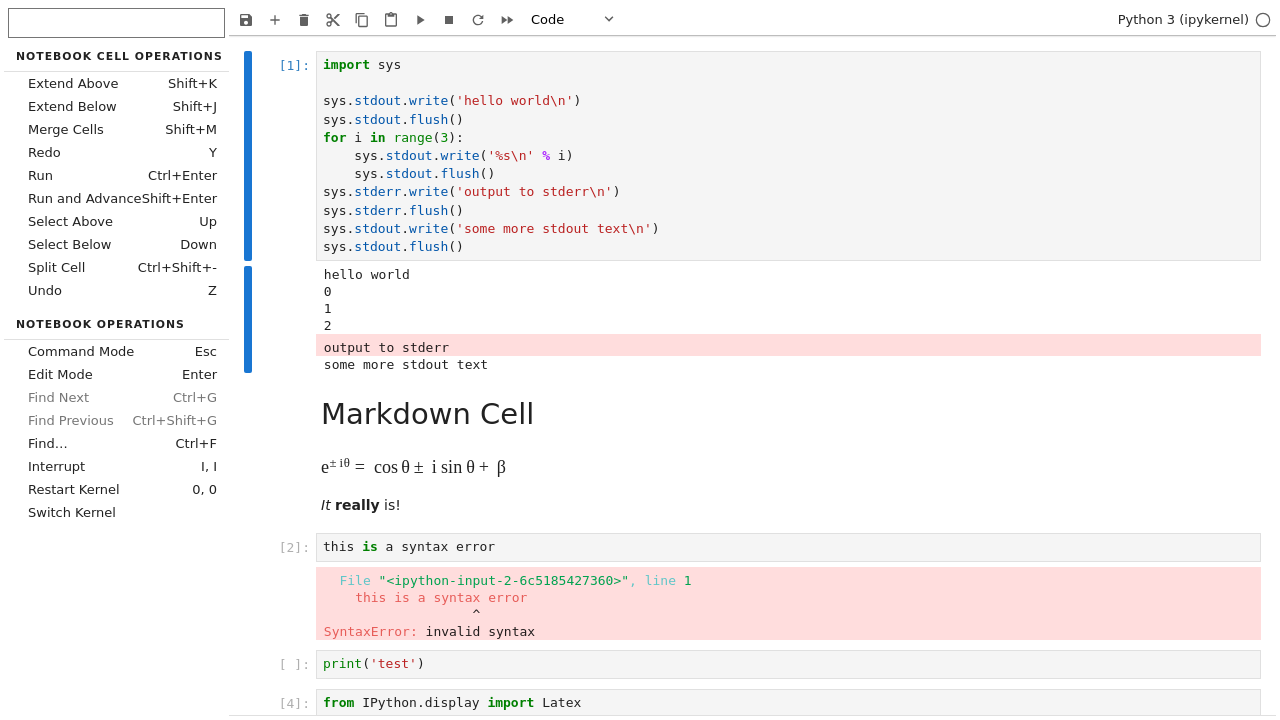 Code
Python 3 (ipykernel)
NOTEBOOK CELL OPERATIONS
Extend Above Shift+K
Extend Below Shift+J
Merge Cells Shift+M
Redo Y
Run Ctrl+Enter
Run and Advance Shift+Enter
Select Above Up
Select Below Down
Split Cell Ctrl+Shift+-
Undo Z
NOTEBOOK OPERATIONS
Command Mode Esc
Edit Mode Enter
Find Next Ctrl+G
Find Previous Ctrl+Shift+G
Find… Ctrl+F
Interrupt I, I
Restart Kernel 0, 0
Switch Kernel
[1]: import sys
sys.stdout.write('hello world\n')
sys.stdout.flush()
for i in range(3):
    sys.stdout.write('%s\n' % i)
    sys.stdout.flush()
sys.stderr.write('output to stderr\n')
sys.stderr.flush()
sys.stdout.write('some more stdout text\n')
sys.stdout.flush()
hello world
0
1
2
output to stderr
some more stdout text
Markdown Cell
e± iθ = cos θ ± i sin θ + β
It really is!
[2]: this is a syntax error
File "<ipython-input-2-6c5185427360>", line 1
    this is a syntax error
                   ^
SyntaxError: invalid syntax
[ ]: print('test')
[4]: from IPython.display import Latex